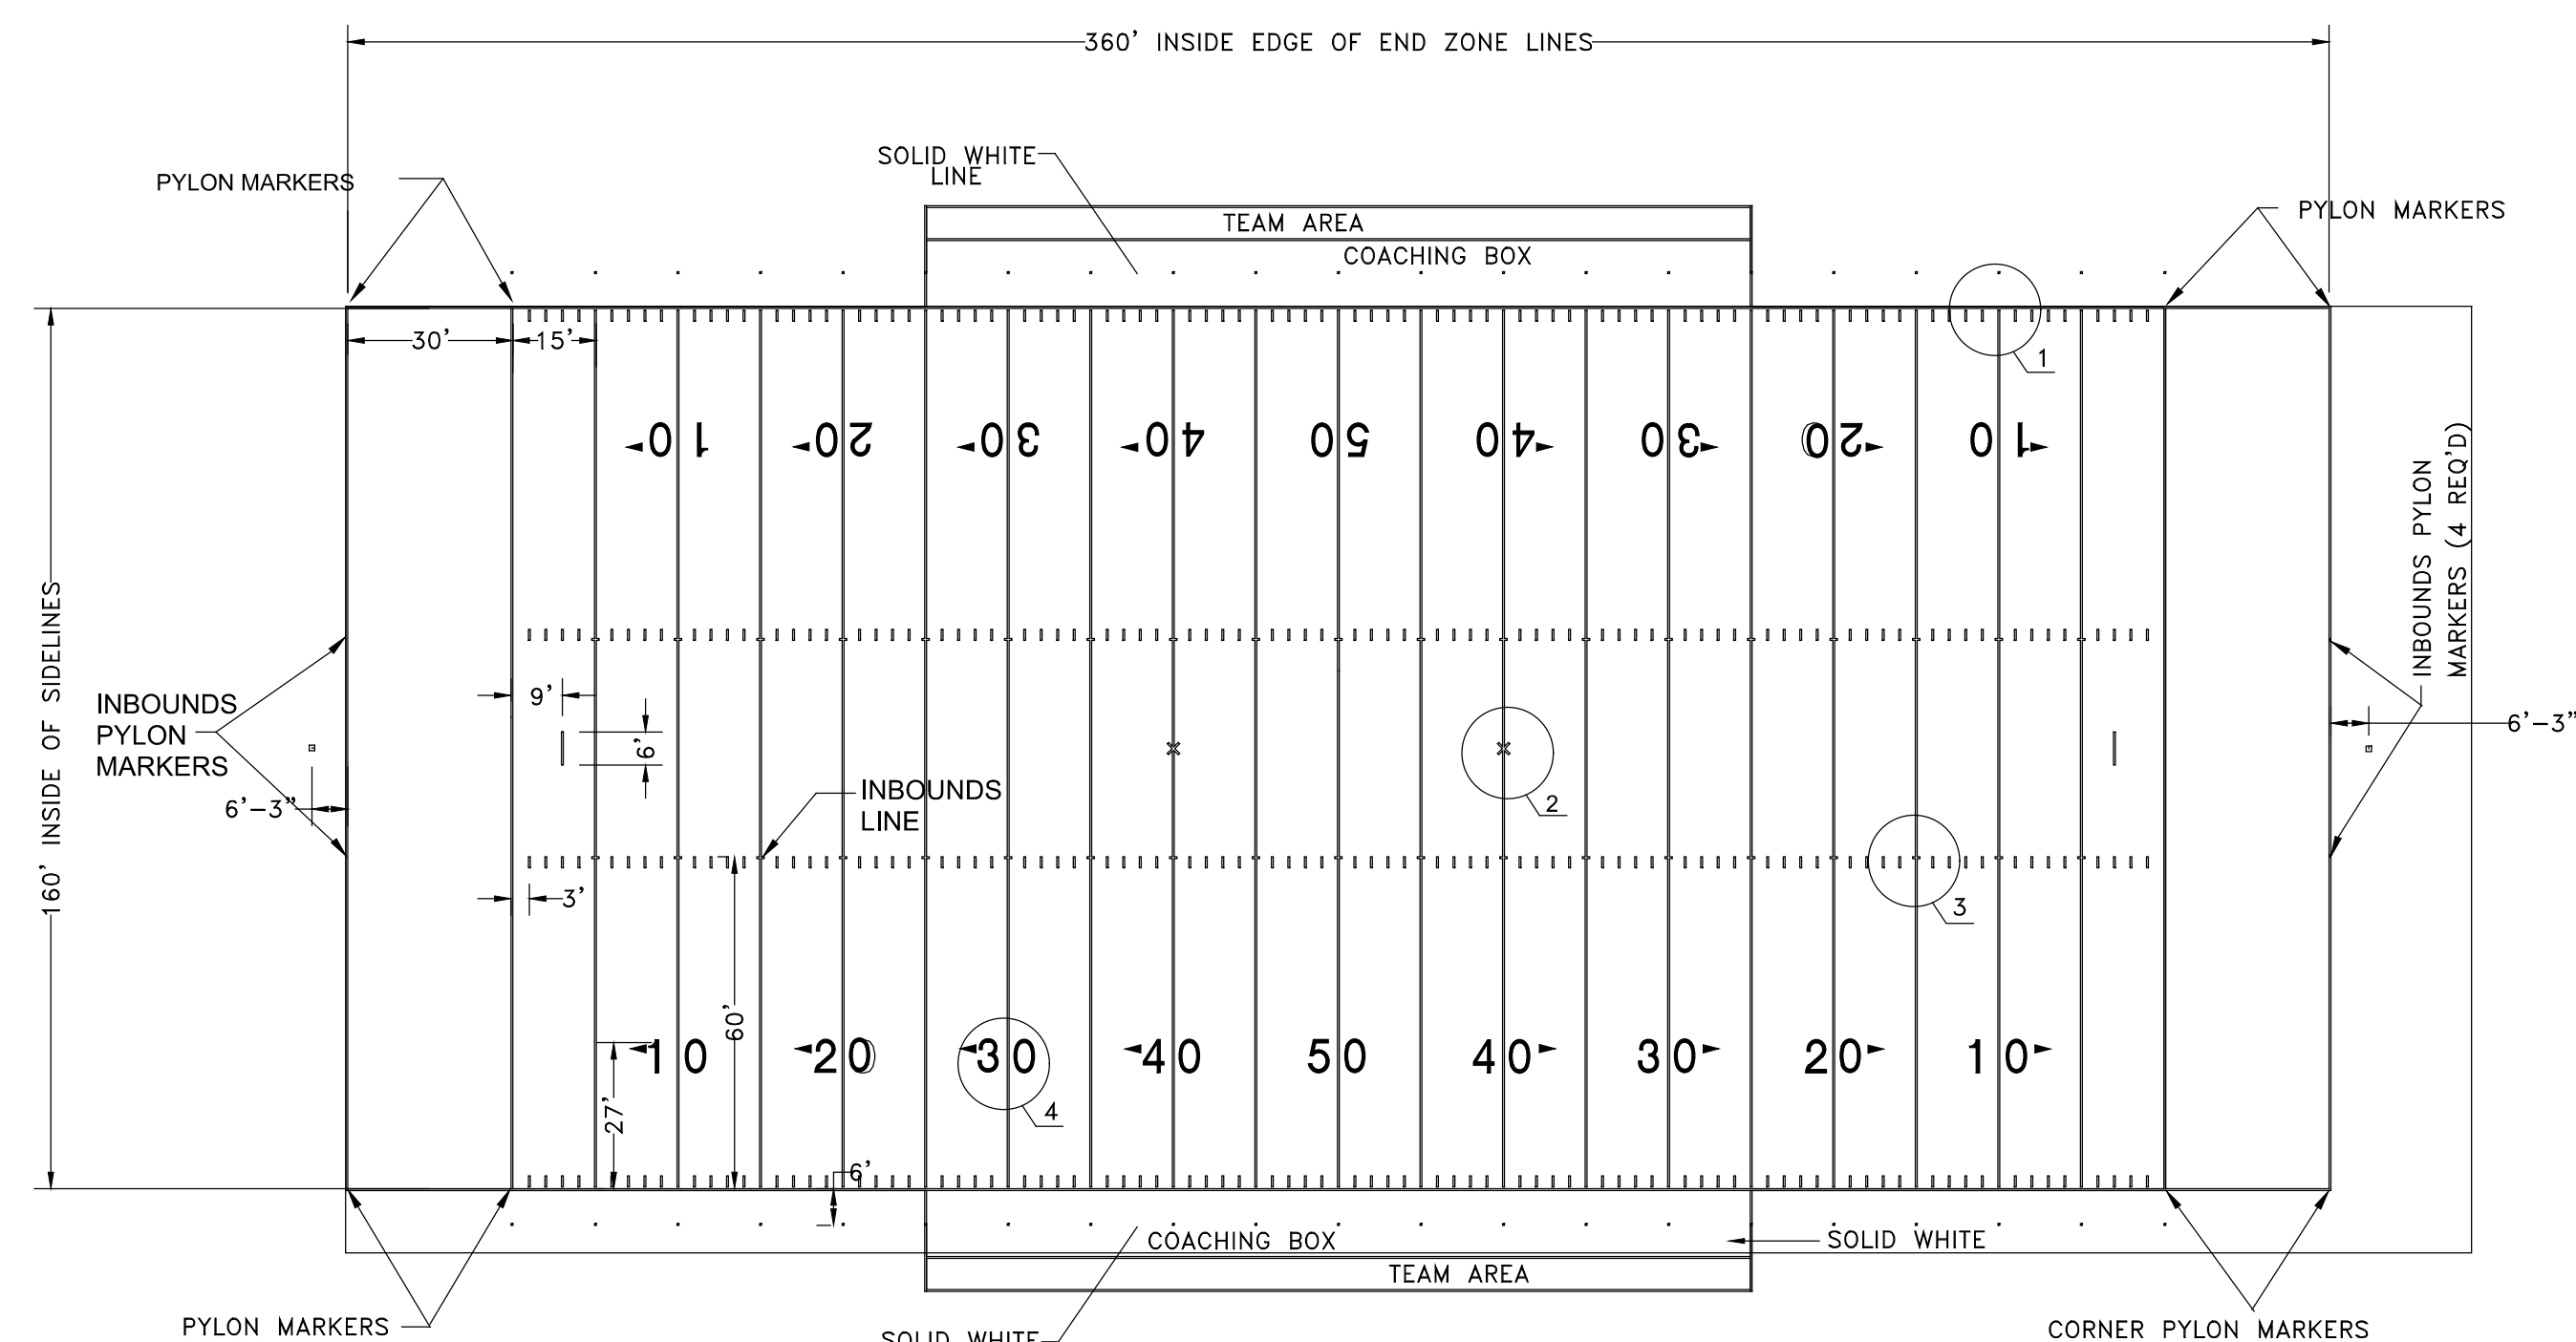 360' INSIDE EDGE OF END ZONE LINES
SOLID WHITE
LINE
PYLON MARKERS
PYLON MARKERS
TEAM AREA
COACHING BOX
30'
15'
1
10
20
30
40
50
40
30
20
10
INBOUNDS PYLON
MARKERS (4 REQ'D)
160' INSIDE OF SIDELINES
9'
6'
INBOUNDS
PYLON
MARKERS
6'-3"
6'-3"
2
INBOUNDS
LINE
3'
3
60'
10
20
30
40
50
40
30
20
10
27'
4
6'
COACHING BOX
SOLID WHITE
TEAM AREA
PYLON MARKERS
SOLID WHITE
CORNER PYLON MARKERS